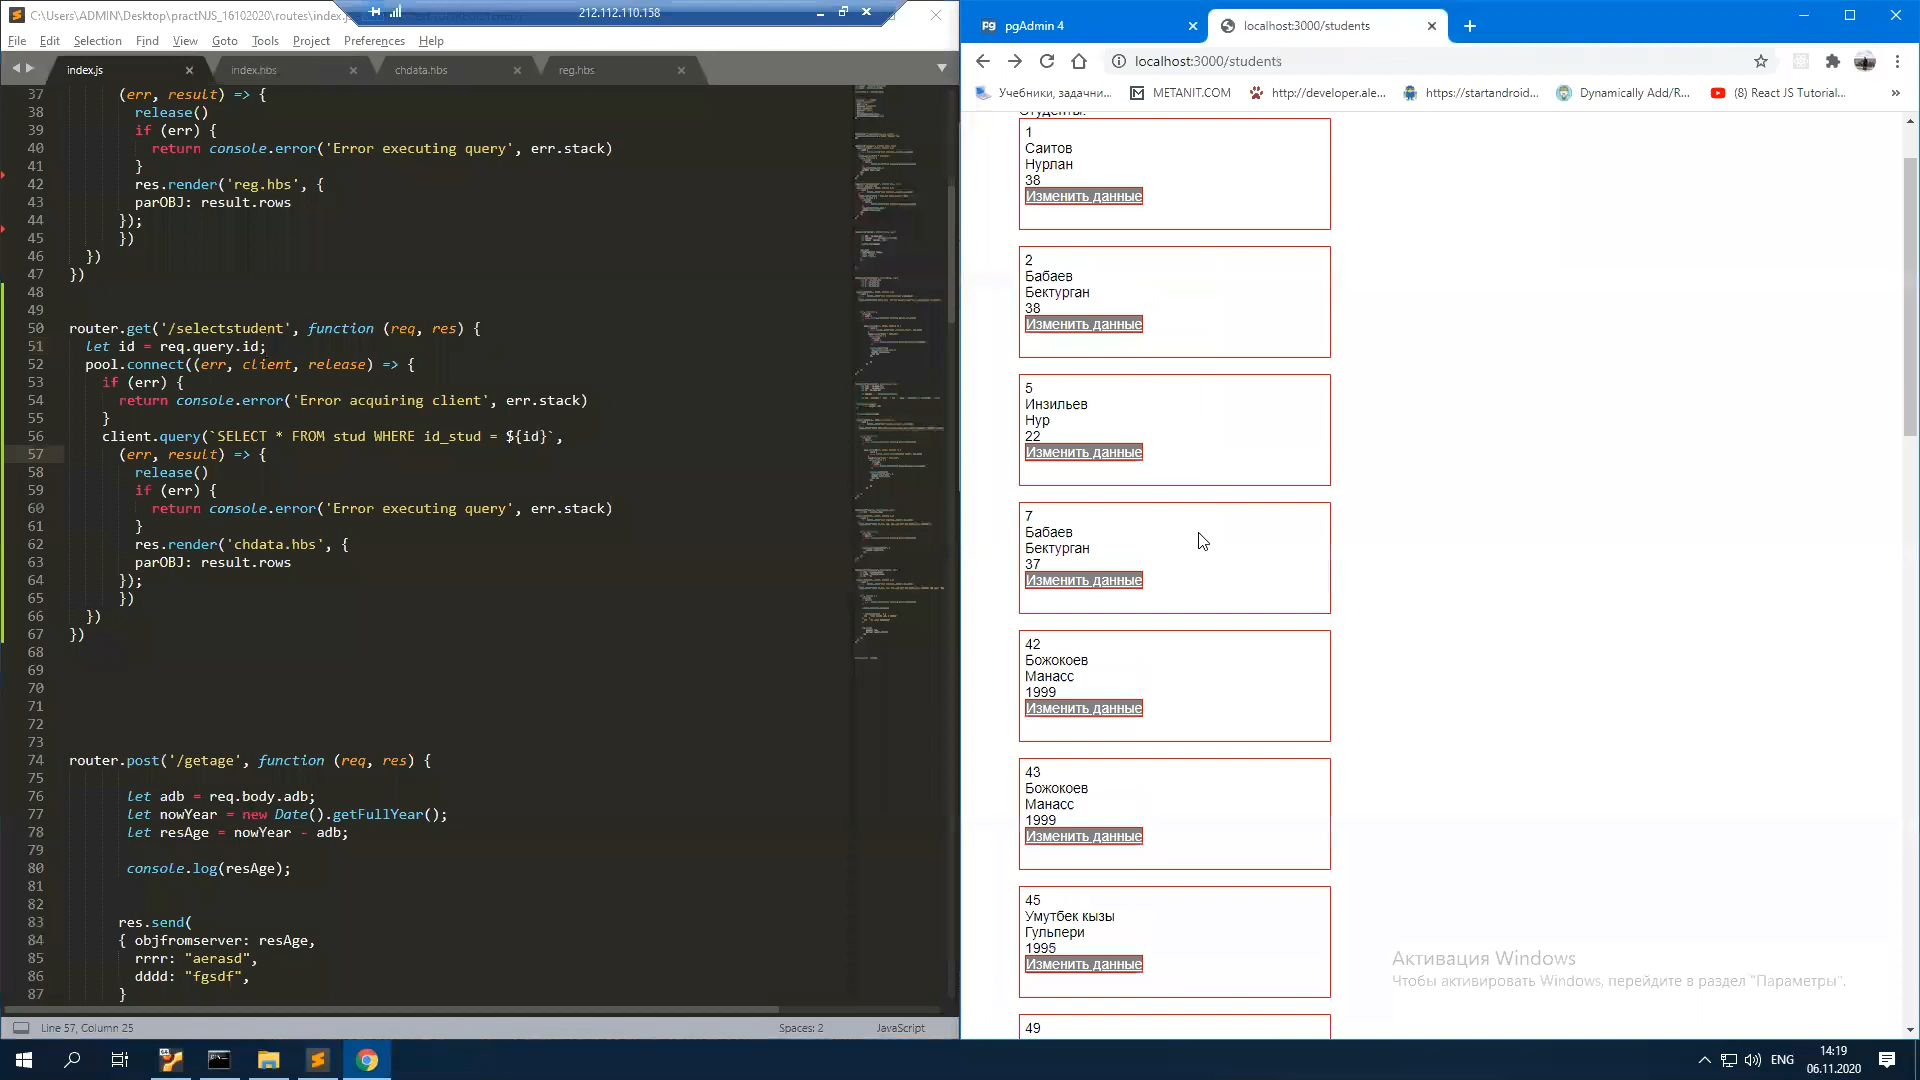 C:\Users\ADMIN\Desktop\practNJS_16102020\routes\index.j
212.112.110.158
File Edit Selection Find View Goto Tools Project Preferences Help
index.js
index.hbs
chdata.hbs
reg.hbs
37 (err, result) => {
38 release()
39 if (err) {
40 return console.error('Error executing query', err.stack)
41 }
42 res.render('reg.hbs', {
43 parOBJ: result.rows
44 });
45 })
46 })
47 })
48
49
50 router.get('/selectstudent', function (req, res) {
51 let id = req.query.id;
52 pool.connect((err, client, release) => {
53 if (err) {
54 return console.error('Error acquiring client', err.stack)
55 }
56 client.query(`SELECT * FROM stud WHERE id_stud = ${id}`,
57 (err, result) => {
58 release()
59 if (err) {
60 return console.error('Error executing query', err.stack)
61 }
62 res.render('chdata.hbs', {
63 parOBJ: result.rows
64 });
65 })
66 })
67 })
68
69
70
71
72
73
74 router.post('/getage', function (req, res) {
75
76 let adb = req.body.adb;
77 let nowYear = new Date().getFullYear();
78 let resAge = nowYear - adb;
79
80 console.log(resAge);
81
82
83 res.send(
84 { objfromserver: resAge,
85 rrrr: "aerasd",
86 dddd: "fgsdf",
87 }
Line 57, Column 25
Spaces: 2
JavaScript
pgAdmin 4
localhost:3000/students
localhost:3000/students
Учебники, задачни...
METANIT.COM
http://developer.ale...
https://startandroid...
Dynamically Add/R...
(8) React JS Tutorial...
Студенты:
1
Саитов
Нурлан
38
Изменить данные
2
Бабаев
Бектурган
38
Изменить данные
5
Инзильев
Нур
22
Изменить данные
7
Бабаев
Бектурган
37
Изменить данные
42
Божокоев
Манасс
1999
Изменить данные
43
Божокоев
Манасс
1999
Изменить данные
45
Умутбек кызы
Гульпери
1995
Изменить данные
49
Активация Windows
Чтобы активировать Windows, перейдите в раздел "Параметры".
ENG
14:19
06.11.2020